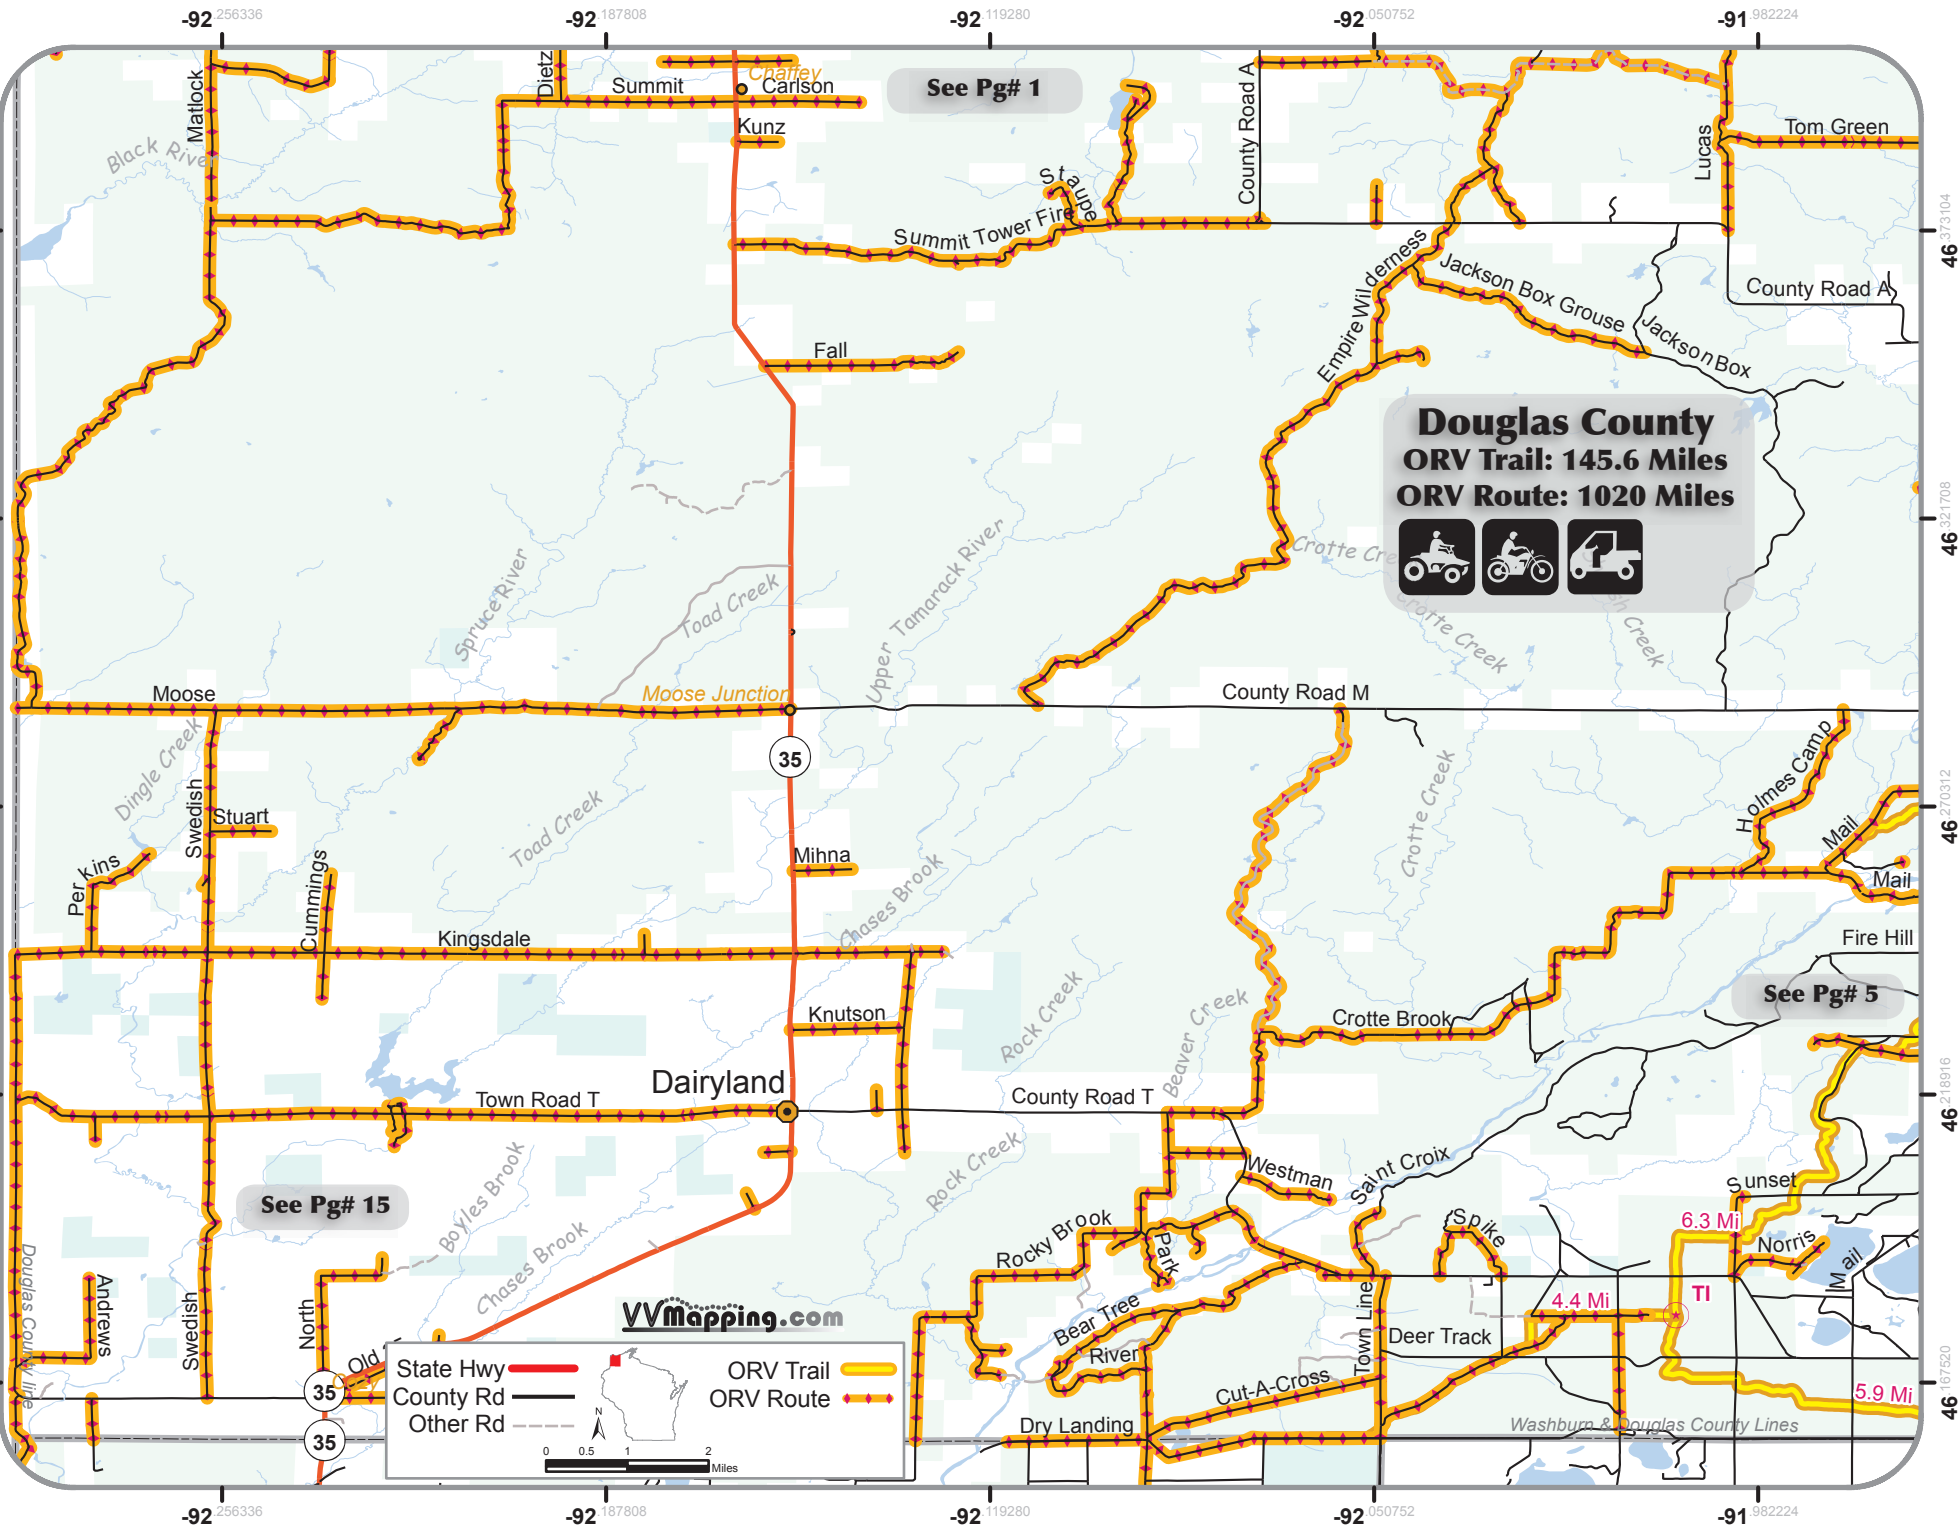 -92.256336
-92.187808
-92.119280
-92.050752
-91.982224
Matlock
Dietz
Summit
Chaffey
Carlson
See Pg# 1
Kunz
County Road A
Lucas
Tom Green
Black River
Staupe
Summit Tower Fire
46.373104
Empire Wilderness
Jackson Box Grouse
County Road A
Jackson Box
Fall
Douglas County
ORV Trail: 145.6 Miles
ORV Route: 1020 Miles
46.321708
Spruce River
Toad Creek
Upper Tamarack River
Crotte Cre
Crotte Creek
sh Creek
Moose
Moose Junction
County Road M
35
Dingle Creek
Swedish
Stuart
Toad Creek
Crotte Creek
Holmes Camp
46.270312
Mail
Mail
Perkins
Cummings
Mihna
Chases Brook
Kingsdale
Fire Hill
See Pg# 5
Knutson
Rock Creek
Beaver Creek
Crotte Brook
Dairyland
Town Road T
County Road T
46.218916
Boyles Brook
Rock Creek
Westman
Saint Croix
See Pg# 15
Sunset
6.3 Mi
Spike
Norris
Mail
Rocky Brook
Park
Chases Brook
Douglas County line
Andrews
Swedish
North
Old
Bear Tree
River
Town Line
4.4 Mi
TI
Deer Track
VVMapping.com
State Hwy
County Rd
Other Rd
N
ORV Trail
ORV Route
0 0.5 1 2
Miles
35
35
Cut-A-Cross
5.9 Mi
46.167520
Dry Landing
Washburn & Douglas County Lines
-92.256336
-92.187808
-92.119280
-92.050752
-91.982224